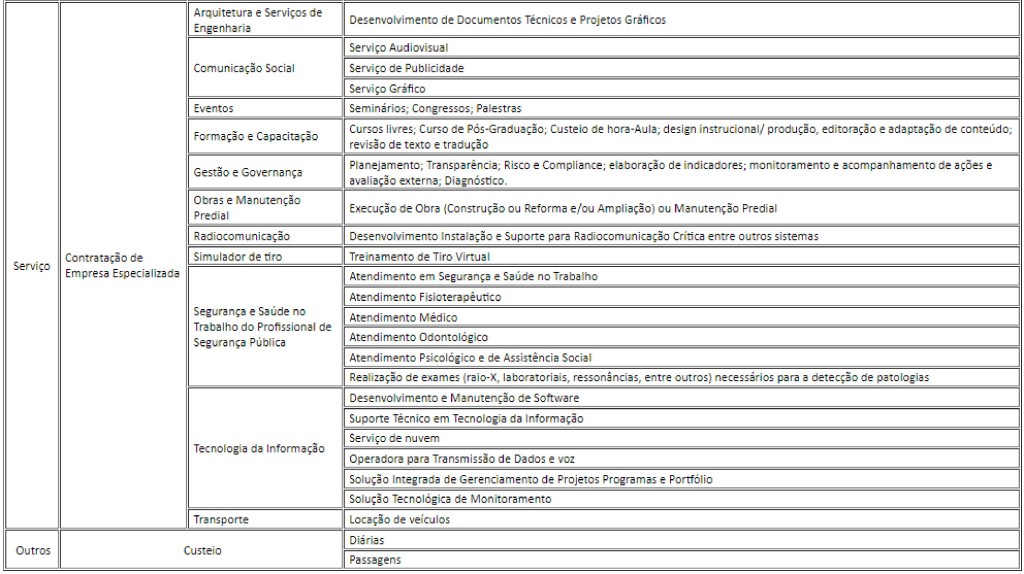 Serviço
Contratação de
Empresa Especializada
Arquitetura e Serviços de
Engenharia
Desenvolvimento de Documentos Técnicos e Projetos Gráficos
Comunicação Social
Serviço Audiovisual
Serviço de Publicidade
Serviço Gráfico
Eventos
Seminários; Congressos; Palestras
Formação e Capacitação
Cursos livres; Curso de Pós-Graduação; Custeio de hora-Aula; design instrucional/ produção, editoração e adaptação de conteúdo;
revisão de texto e tradução
Gestão e Governança
Planejamento; Transparência; Risco e Compliance; elaboração de indicadores; monitoramento e acompanhamento de ações e
avaliação externa; Diagnóstico.
Obras e Manutenção
Predial
Execução de Obra (Construção ou Reforma e/ou Ampliação) ou Manutenção Predial
Radiocomunicação
Desenvolvimento Instalação e Suporte para Radiocomunicação Crítica entre outros sistemas
Simulador de tiro
Treinamento de Tiro Virtual
Segurança e Saúde no
Trabalho do Profissional de
Segurança Pública
Atendimento em Segurança e Saúde no Trabalho
Atendimento Fisioterapêutico
Atendimento Médico
Atendimento Odontológico
Atendimento Psicológico e de Assistência Social
Realização de exames (raio-X, laboratoriais, ressonâncias, entre outros) necessários para a detecção de patologias
Tecnologia da Informação
Desenvolvimento e Manutenção de Software
Suporte Técnico em Tecnologia da Informação
Serviço de nuvem
Operadora para Transmissão de Dados e voz
Solução Integrada de Gerenciamento de Projetos Programas e Portfólio
Solução Tecnológica de Monitoramento
Transporte
Locação de veículos
Outros
Custeio
Diárias
Passagens